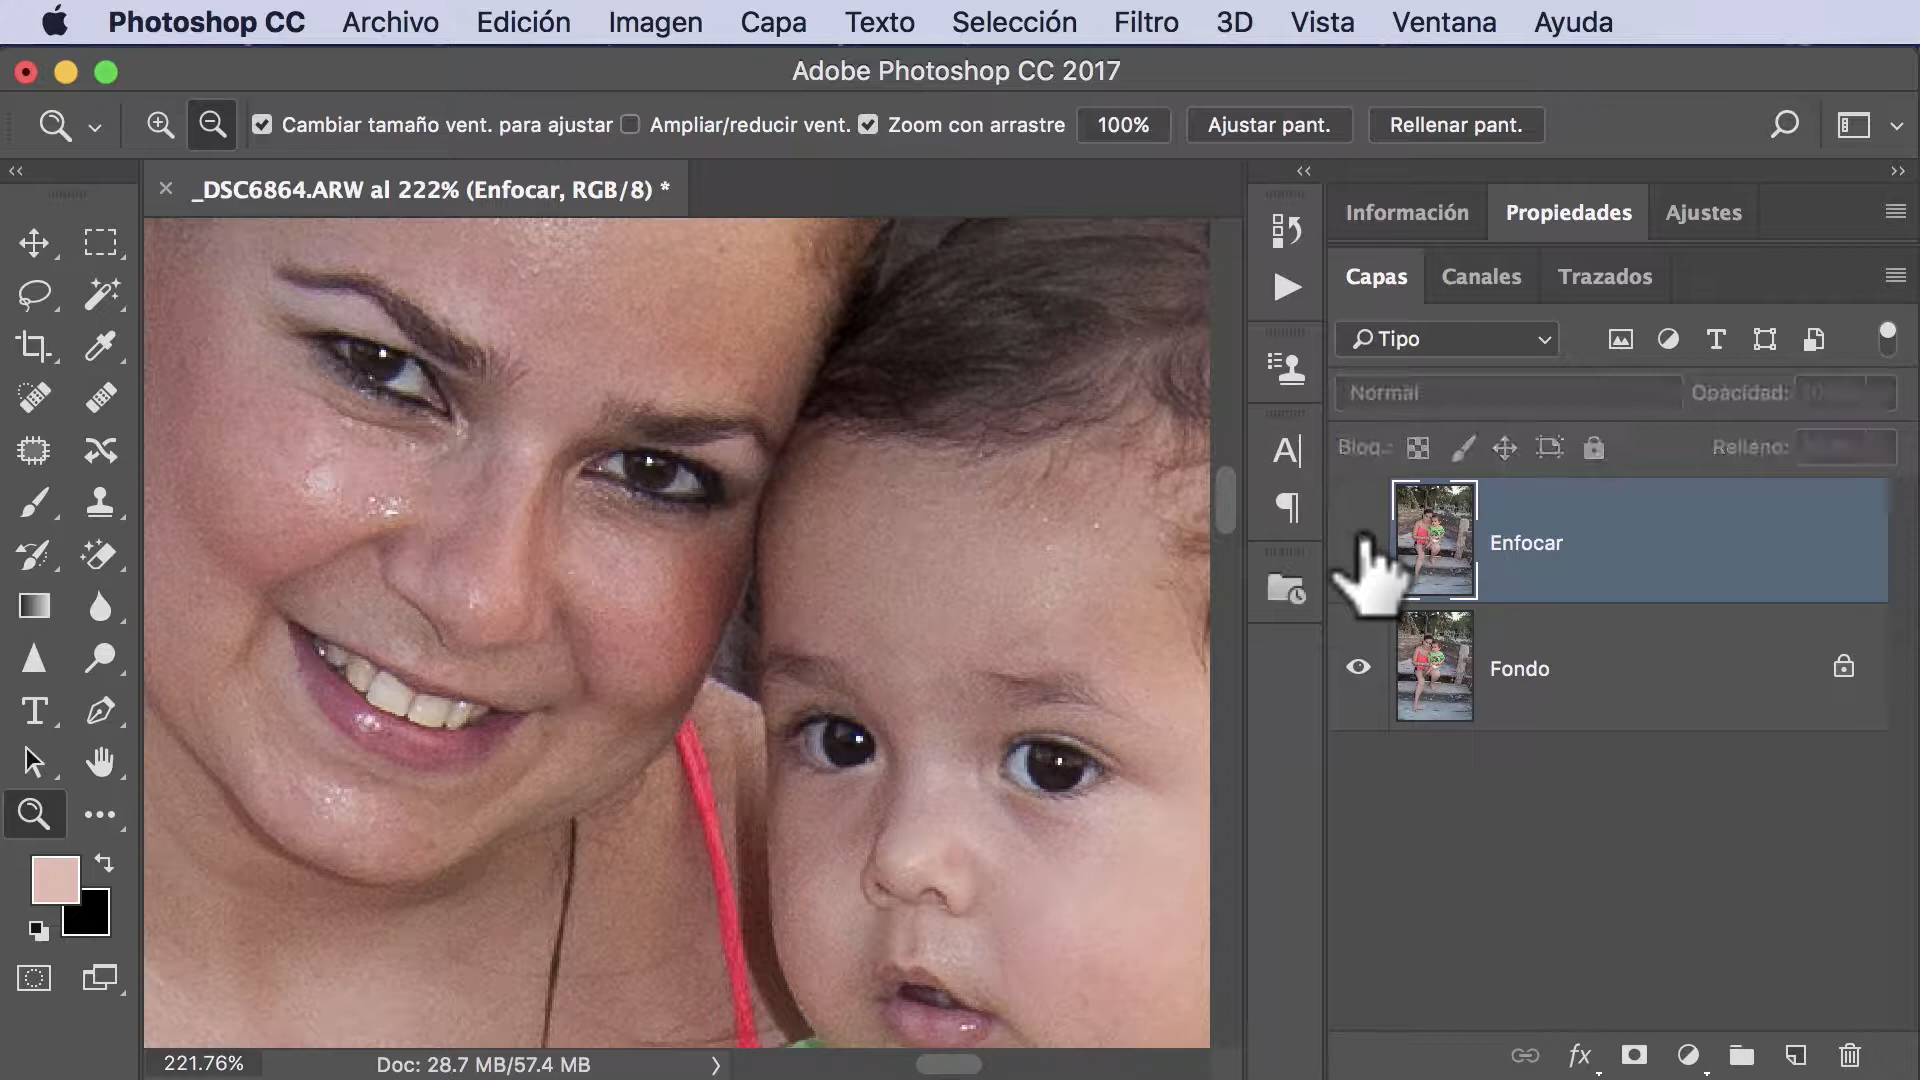 Photoshop CC Archivo Edición Imagen Capa Texto Selección Filtro 3D Vista Ventana Ayuda
Adobe Photoshop CC 2017
Cambiar tamaño vent. para ajustar Ampliar/reducir vent. Zoom con arrastre 100% Ajustar pant. Rellenar pant.
_DSC6864.ARW al 222% (Enfocar, RGB/8) *
Información Propiedades Ajustes
Capas Canales Trazados
Tipo
Normal Opacidad:
Bloq.: Relleno:
Enfocar
Fondo
221.76% Doc: 28.7 MB/57.4 MB